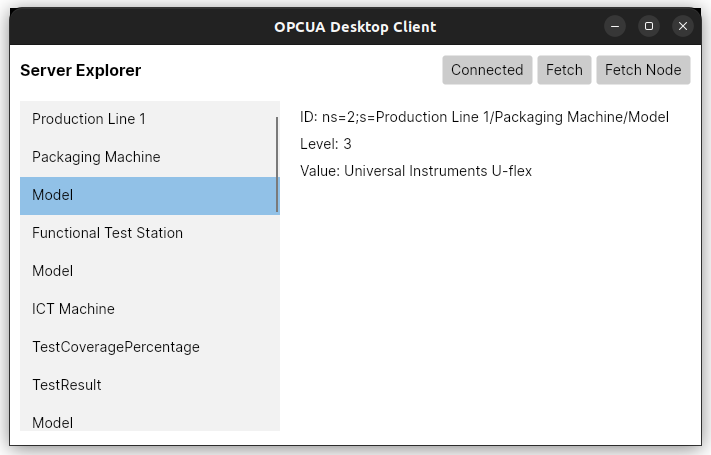 OPCUA Desktop Client
Server Explorer
Connected
Fetch
Fetch Node
Production Line 1
Packaging Machine
Model
Functional Test Station
Model
ICT Machine
TestCoveragePercentage
TestResult
Model
ID: ns=2;s=Production Line 1/Packaging Machine/Model
Level: 3
Value: Universal Instruments U-flex